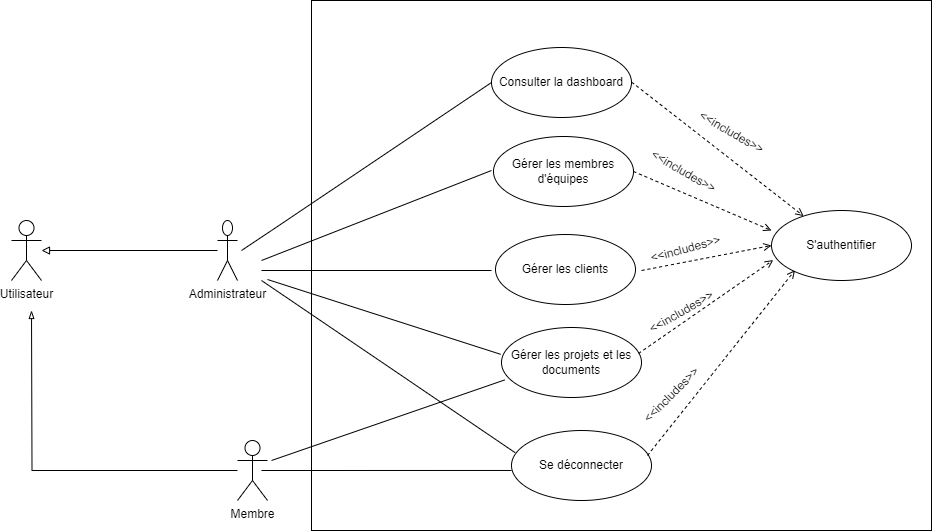 Consulter la dashboard
<<includes>>
Gérer les membres
d'équipes
<<includes>>
S'authentifier
Utilisateur
Administrateur
Gérer les clients
<<includes>>
Gérer les projets et les
documents
<<includes>>
Se déconnecter
<<includes>>
Membre